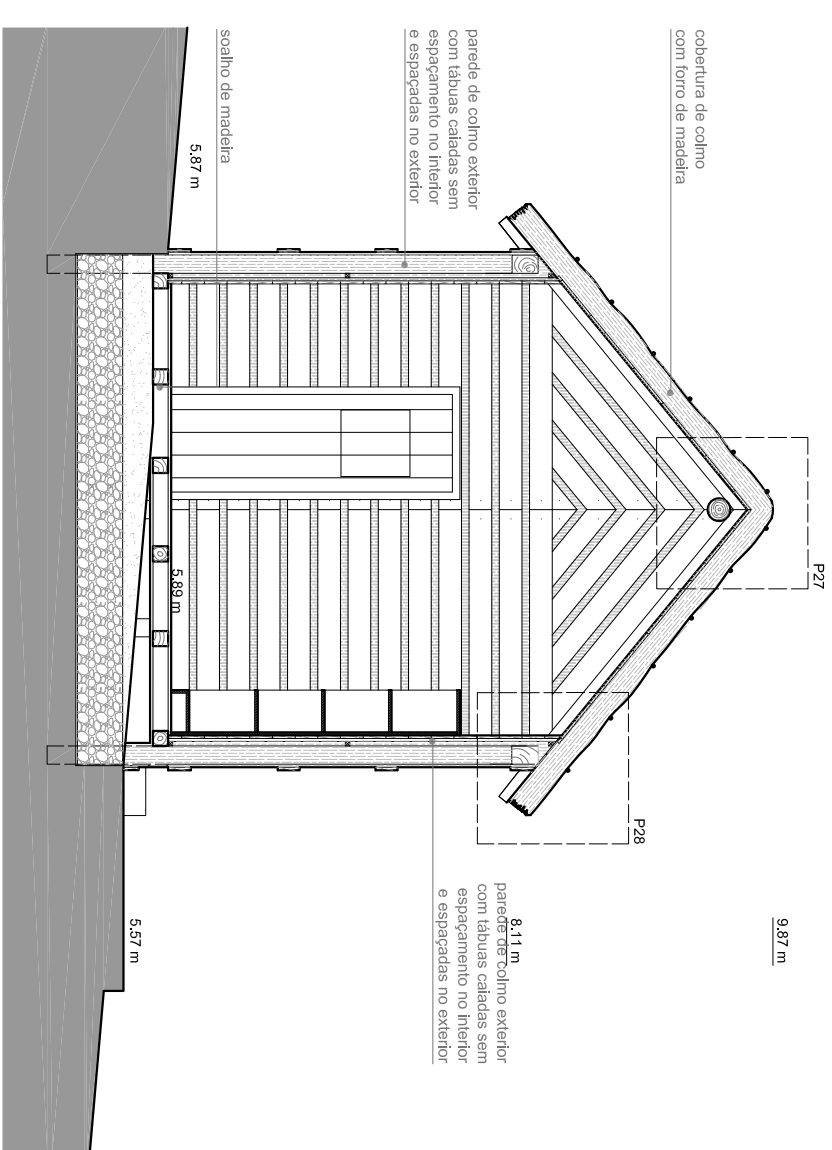 cobertura de colmo
com forro de madeira
parede de colmo exterior
com tábuas caiadas sem
espaçamento no interior
e espaçadas no exterior
soalho de madeira
5.87 m
P27
5.89 m
P28
9.87 m
8.11 m
parede de colmo exterior
com tábuas caiadas sem
espaçamento no interior
e espaçadas no exterior
5.57 m